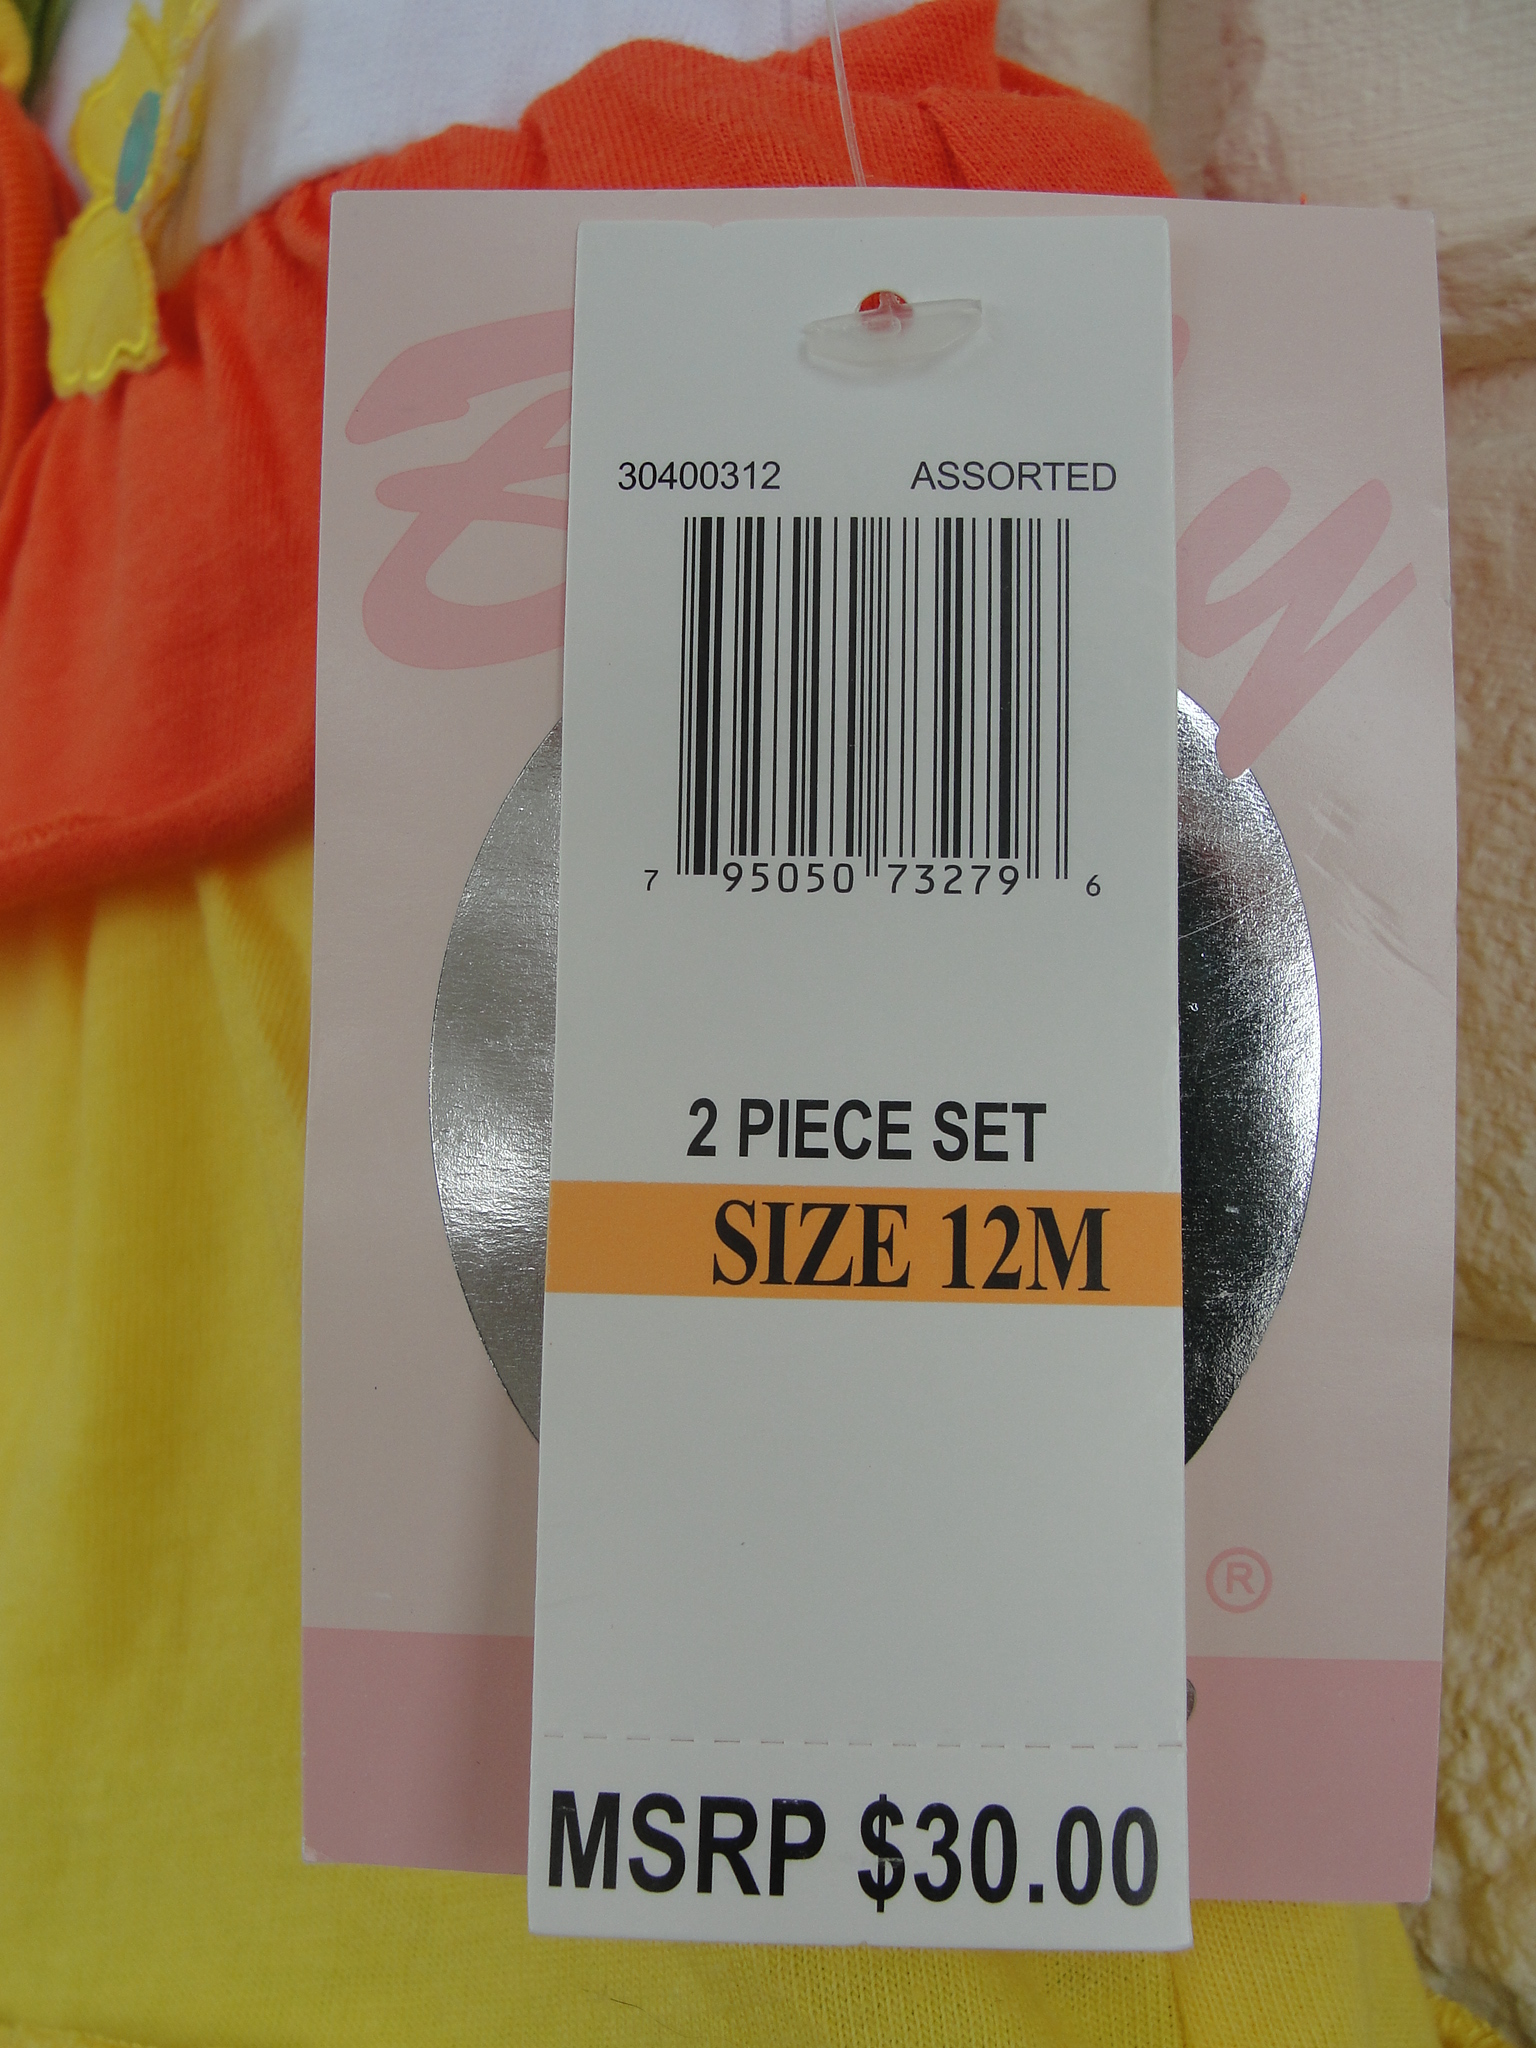 30400312 ASSORTED
7 95050 73279 6
2 PIECE SET
SIZE 12M
®
MSRP $30.00